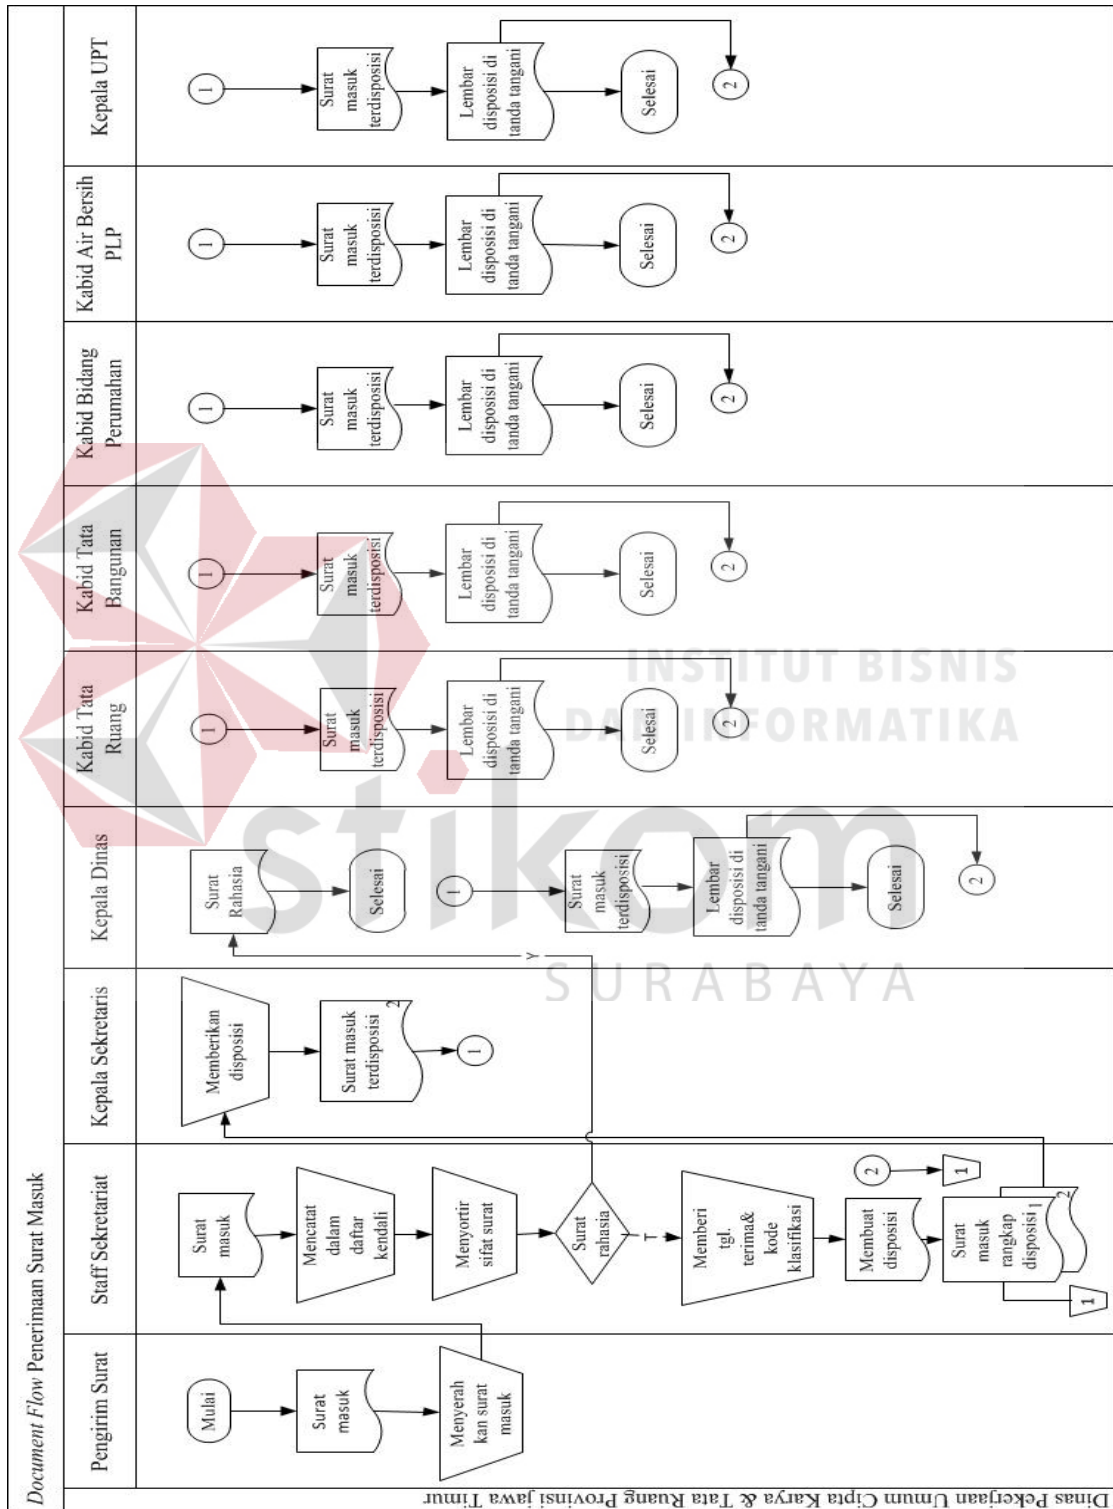 Document Flow Penerimaan Surat Masuk
Dinas Pekerjaan Umum Cipta Karya & Tata Ruang Provinsi jawa Timur
Pengirim Surat
Staff Sekretariat
Kepala Sekretaris
Kepala Dinas
Kabid Tata
Ruang
Kabid Tata
Bangunan
Kabid Bidang
Perumahan
Kabid Air Bersih
PLP
Kepala UPT
Mulai
Surat
masuk
Menyerah
kan surat
masuk
Surat
masuk
Mencatat
dalam
daftar
kendali
Menyortir
sifat surat
Surat
rahasia
Y
T
Memberi
tgl.
terima&
kode
klasifikasi
Membuat
disposisi
Surat
masuk
rangkap
disposisi
1
2
1
2
1
Memberikan
disposisi
Surat masuk
terdisposisi
2
1
Surat
Rahasia
Selesai
1
Surat
masuk
terdisposisi
Lembar
disposisi di
tanda tangani
Selesai
2
1
Surat
masuk
terdisposisi
Lembar
disposisi di
tanda tangani
Selesai
2
1
Surat
masuk
terdisposisi
Lembar
disposisi di
tanda tangani
Selesai
2
1
Surat
masuk
terdisposisi
Lembar
disposisi di
tanda tangani
Selesai
2
1
Surat
masuk
terdisposisi
Lembar
disposisi di
tanda tangani
Selesai
2
1
Surat
masuk
terdisposisi
Lembar
disposisi di
tanda tangani
Selesai
2
INSTITUT BISNIS
DAN INFORMATIKA
stikom
SURABAYA